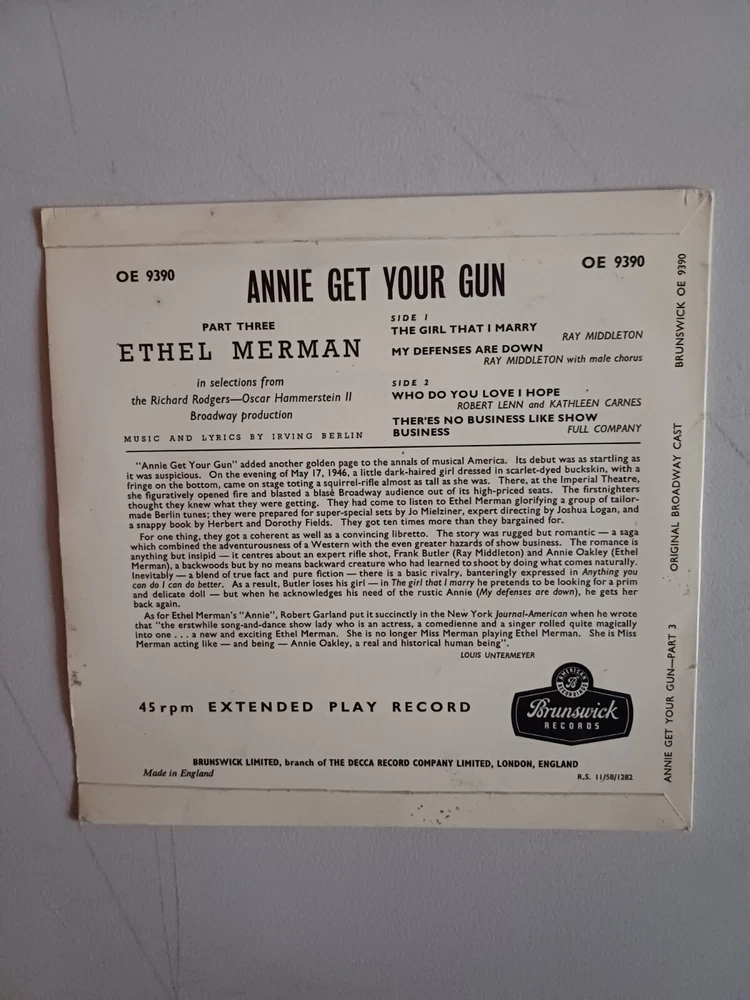 OE 9390
ANNIE GET YOUR GUN
OE 9390
PART THREE
ETHEL MERMAN
in selections from
the Richard Rodgers—Oscar Hammerstein II
Broadway production
MUSIC AND LYRICS BY IRVING BERLIN
SIDE 1
THE GIRL THAT I MARRY
RAY MIDDLETON
MY DEFENSES ARE DOWN
RAY MIDDLETON with male chorus
SIDE 2
WHO DO YOU LOVE I HOPE
ROBERT LENN and KATHLEEN CARNES
THER'ES NO BUSINESS LIKE SHOW
BUSINESS
FULL COMPANY
"Annie Get Your Gun" added another golden page to the annals of musical America. Its debut was as startling as
it was auspicious. On the evening of May 17, 1946, a little dark-haired girl dressed in scarlet-dyed buckskin, with a
fringe on the bottom, came on stage toting a squirrel-rifle almost as tall as she was. There, at the Imperial Theatre,
she figuratively opened fire and blasted a blasé Broadway audience out of its high-priced seats. The firstnighters
thought they knew what they were getting. They had come to listen to Ethel Merman glorifying a group of tailor-
made Berlin tunes; they were prepared for super-special sets by Jo Mielziner, expert directing by Joshua Logan, and
a snappy book by Herbert and Dorothy Fields. They got ten times more than they bargained for.
For one thing, they got a coherent as well as a convincing libretto. The story was rugged but romantic — a saga
which combined the adventurousness of a Western with the even greater hazards of show business. The romance is
anything but insipid — it centres about an expert rifle shot, Frank Butler (Ray Middleton) and Annie Oakley (Ethel
Merman), a backwoods but by no means backward creature who had learned to shoot by doing what comes naturally.
Inevitably — a blend of true fact and pure fiction — there is a basic rivalry, banteringly expressed in Anything you
can do I can do better. As a result, Butler loses his girl — in The girl that I marry he pretends to be looking for a prim
and delicate doll — but when he acknowledges his need of the rustic Annie (My defenses are down), he gets her
back again.
As for Ethel Merman's "Annie", Robert Garland put it succinctly in the New York Journal-American when he wrote
that "the erstwhile song-and-dance show lady who is an actress, a comedienne and a singer rolled quite magically
into one . . . a new and exciting Ethel Merman. She is no longer Miss Merman playing Ethel Merman. She is Miss
Merman acting like — and being — Annie Oakley, a real and historical human being".
LOUIS UNTERMEYER
45 rpm EXTENDED PLAY RECORD
AMERICAN
B
RECORDINGS
Brunswick
RECORDS
BRUNSWICK LIMITED, branch of THE DECCA RECORD COMPANY LIMITED, LONDON, ENGLAND
Made in England
R.S. 11/58/1282
ANNIE GET YOUR GUN—PART 3
ORIGINAL BROADWAY CAST
BRUNSWICK OE 9390